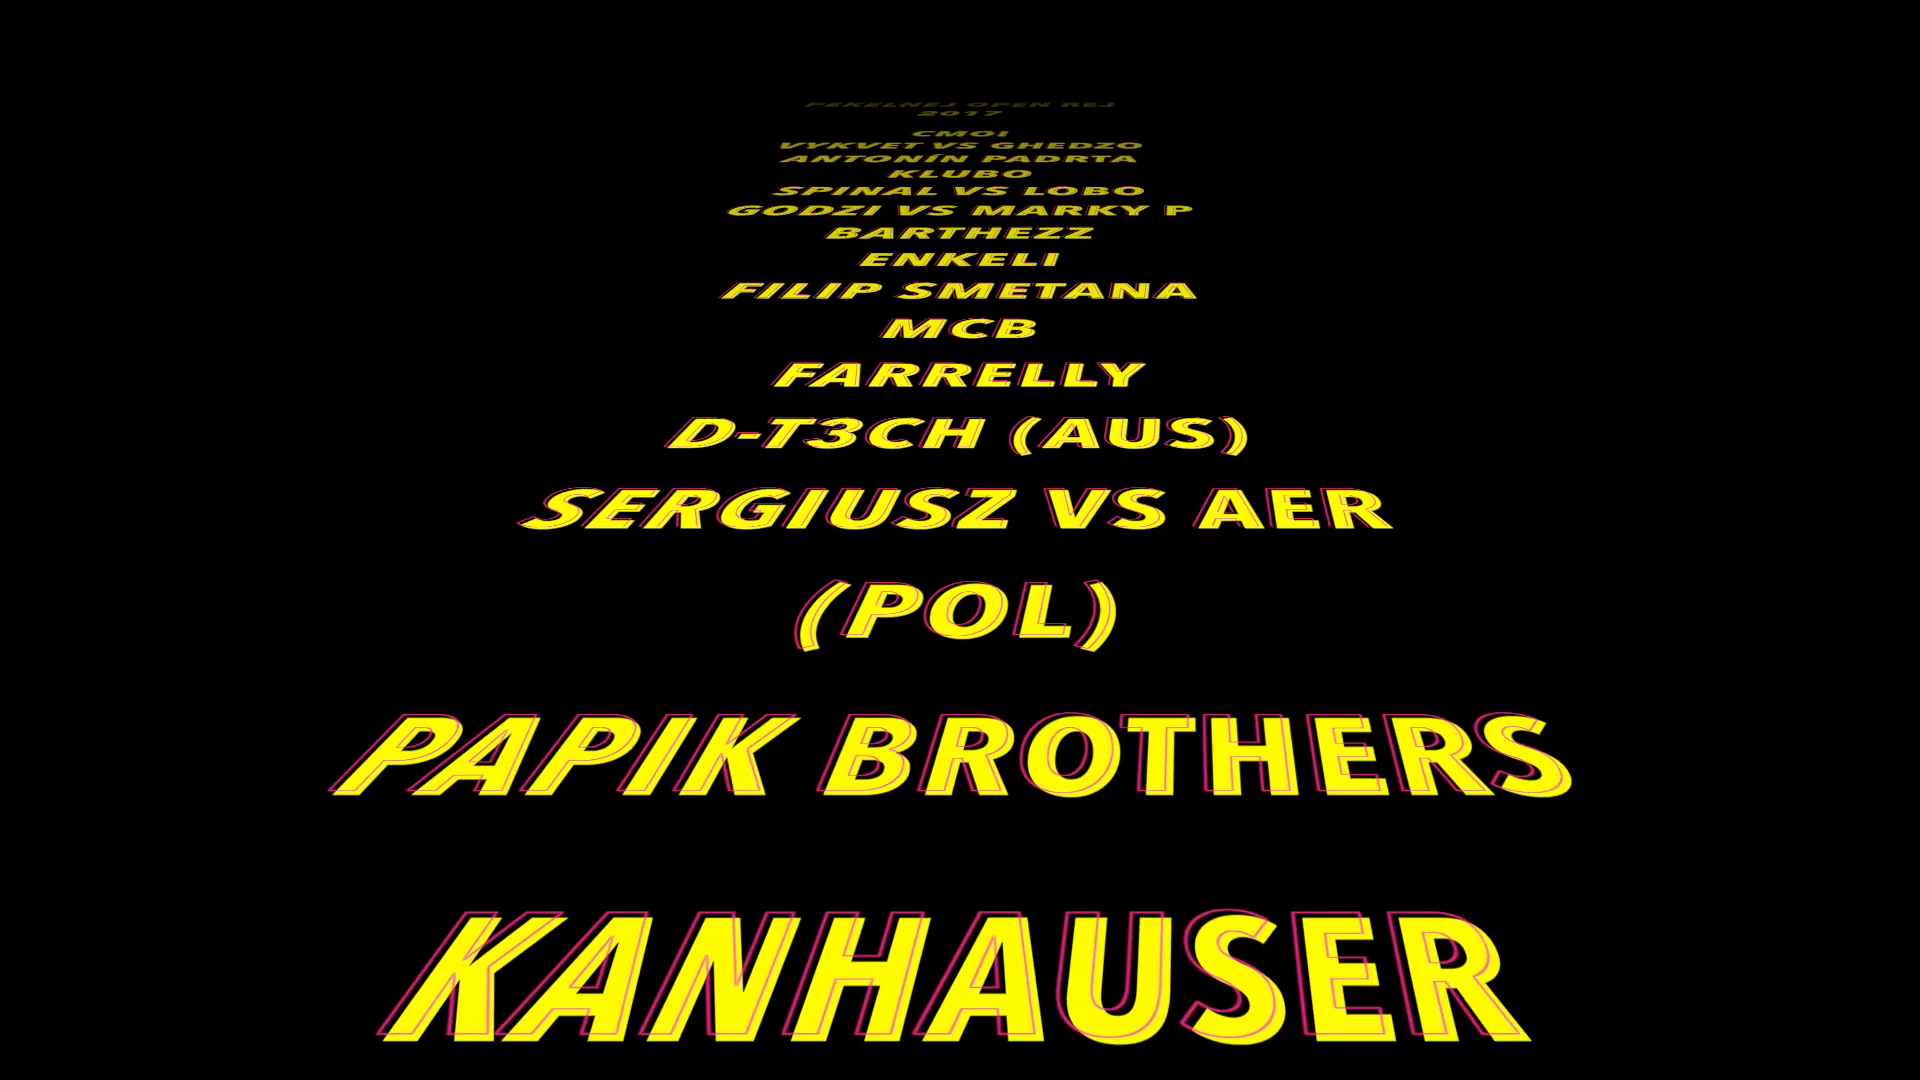 PEKELNEJ OPEN REJ
2017
CMOI
VYKVET VS GHEDZO
ANTONÍN PADRTA
KLUBO
SPINAL VS LOBO
GODZI VS MARKY P
BARTHEZZ
ENKELI
FILIP SMETANA
MCB
FARRELLY
D-T3CH (AUS)
SERGIUSZ VS AER
(POL)
PAPIK BROTHERS
KANHAUSER